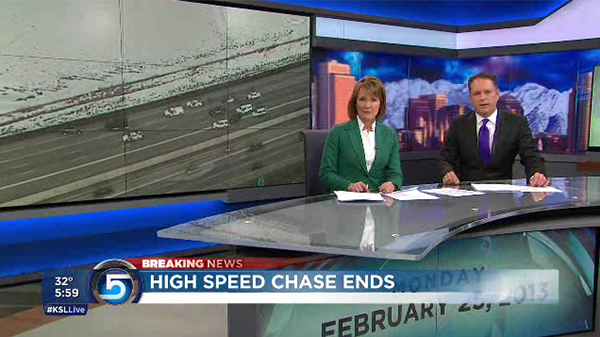 BREAKING NEWS
32°
5:59
5
HIGH SPEED CHASE ENDS
#KSLLive
MONDAY
FEBRUARY 25, 2013